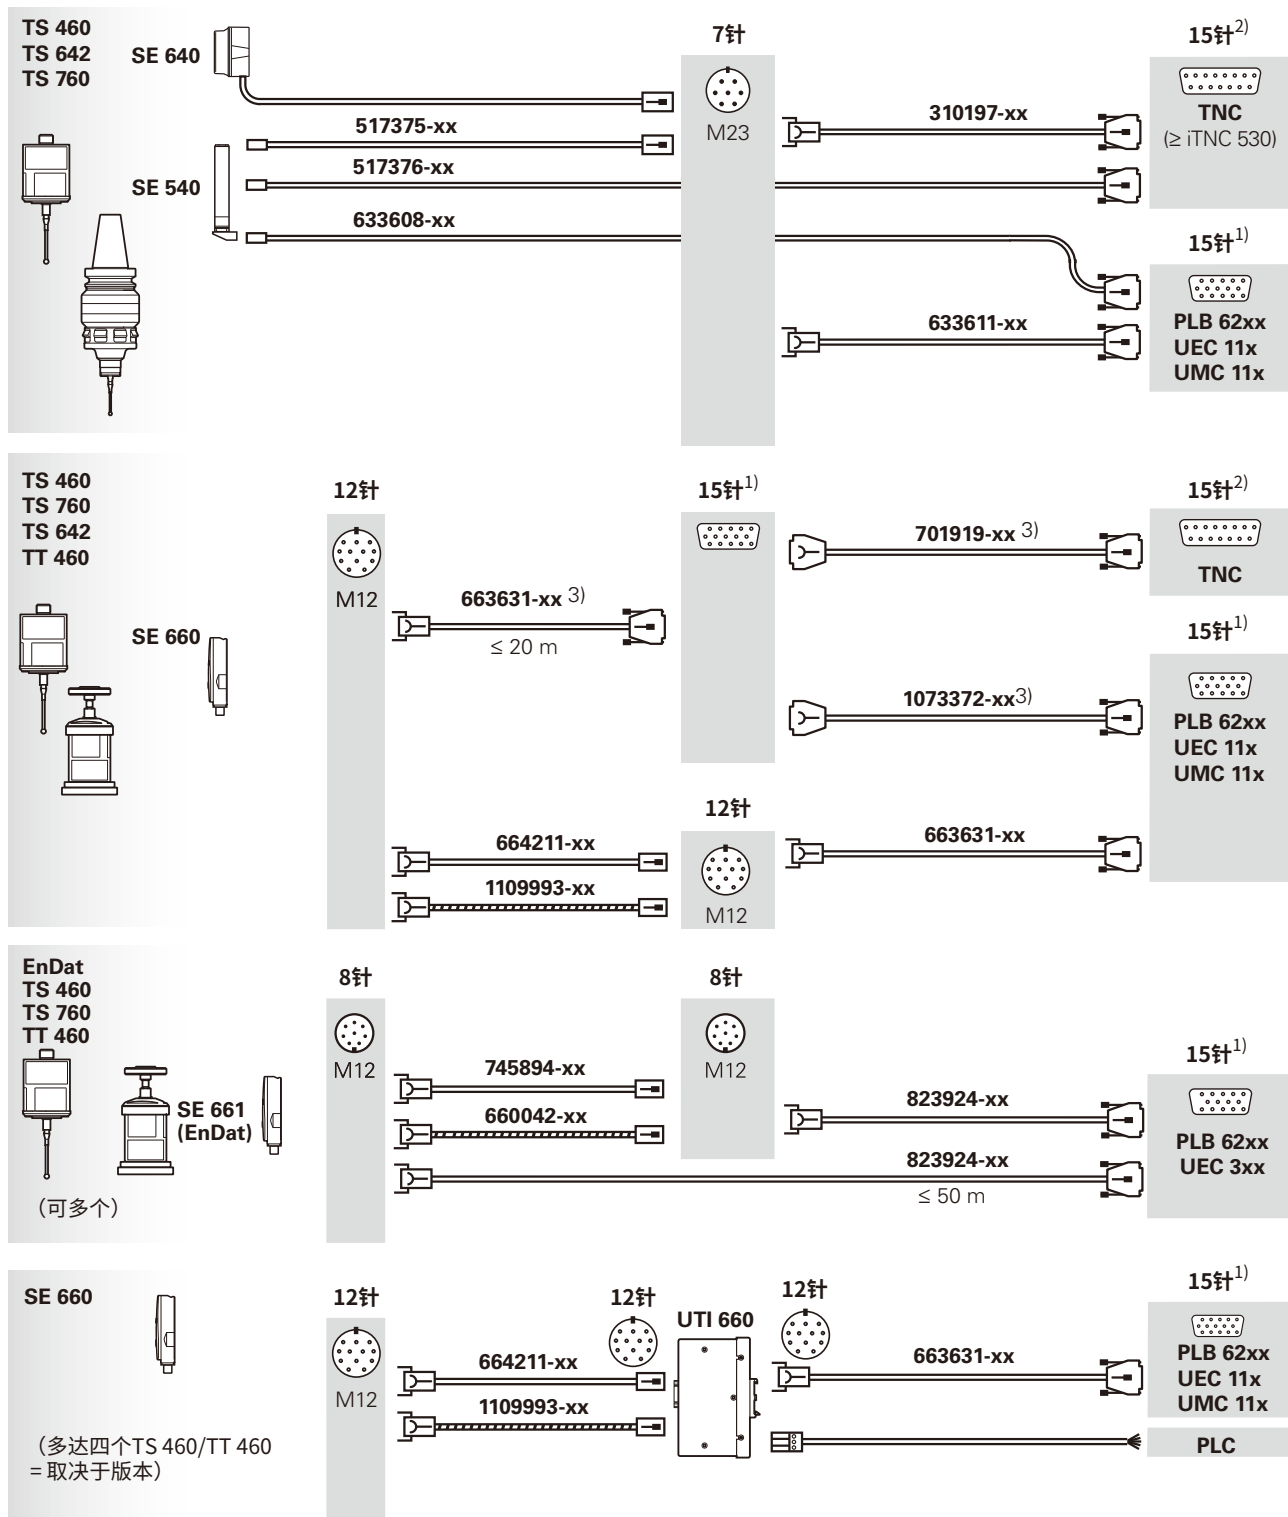 TS 460
TS 642
TS 760
SE 640
7针
15针2)
M23
517375-xx
310197-xx
TNC
(≥ iTNC 530)
517376-xx
SE 540
633608-xx
15针1)
633611-xx
PLB 62xx
UEC 11x
UMC 11x
TS 460
TS 760
TS 642
TT 460
12针
15针1)
15针2)
701919-xx 3)
TNC
M12
663631-xx 3)
≤ 20 m
SE 660
15针1)
1073372-xx3)
PLB 62xx
UEC 11x
UMC 11x
12针
664211-xx
663631-xx
1109993-xx
M12
EnDat
TS 460
TS 760
TT 460
8针
8针
15针1)
M12
745894-xx
M12
823924-xx
SE 661
(EnDat)
660042-xx
PLB 62xx
UEC 3xx
823924-xx
≤ 50 m
（可多个）
SE 660
12针
12针
UTI 660
12针
15针1)
664211-xx
663631-xx
PLB 62xx
UEC 11x
UMC 11x
M12
1109993-xx
（多达四个TS 460/TT 460
= 取决于版本）
PLC